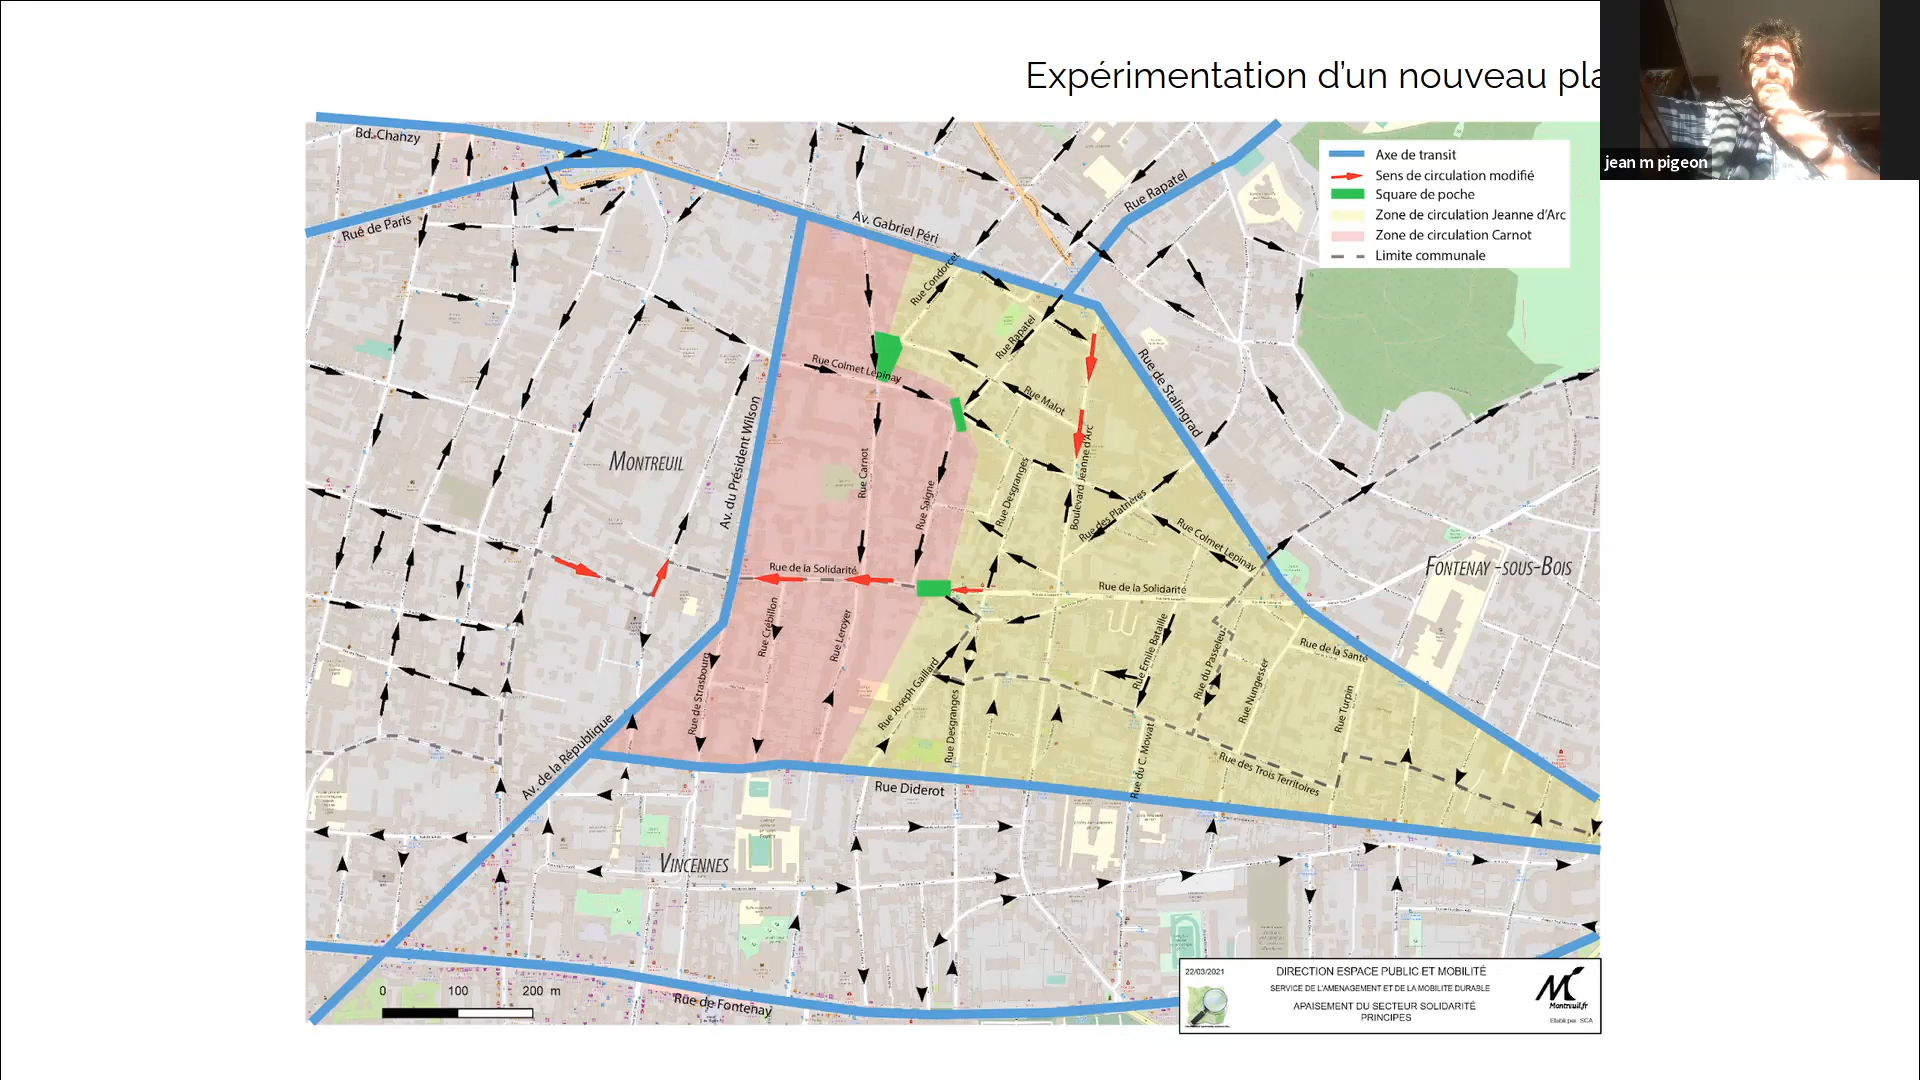 Expérimentation d'un nouveau pla
jean m pigeon
Axe de transit
Sens de circulation modifié
Square de poche
Zone de circulation Jeanne d'Arc
Zone de circulation Carnot
Limite communale
Bd. Chanzy
Rue de Paris
Av. Gabriel Péri
Rue Rapatel
Rue Condorcet
Rue Rapatel
Rue Colmet Lepinay
Rue Malot
Rue de Stalingrad
MONTREUIL
Av. du Président Wilson
Rue Carnot
Rue Saigne
Rue Desgranges
Boulevard Jeanne d'Arc
Rue des Platrières
Rue Colmet Lepinay
FONTENAY-SOUS-BOIS
Rue de la Solidarité
Rue de la Solidarité
Rue de Strasbourg
Rue Crébillon
Rue Leroyer
Rue Joseph Gaillard
Rue Desgranges
Rue Emile Bataille
Rue du C. Mowat
Rue du Passeleu
Rue Nungesser
Rue de la Santé
Rue Turpin
Rue des Trois Territoires
Av. de la République
Rue Diderot
VINCENNES
Rue de Fontenay
0 100 200 m
22/03/2021
DIRECTION ESPACE PUBLIC ET MOBILITÉ
SERVICE DE L'AMENAGEMENT ET DE LA MOBILITE DURABLE
APAISEMENT DU SECTEUR SOLIDARITÉ
PRINCIPES
Montreuil.fr
Etabli par SCA